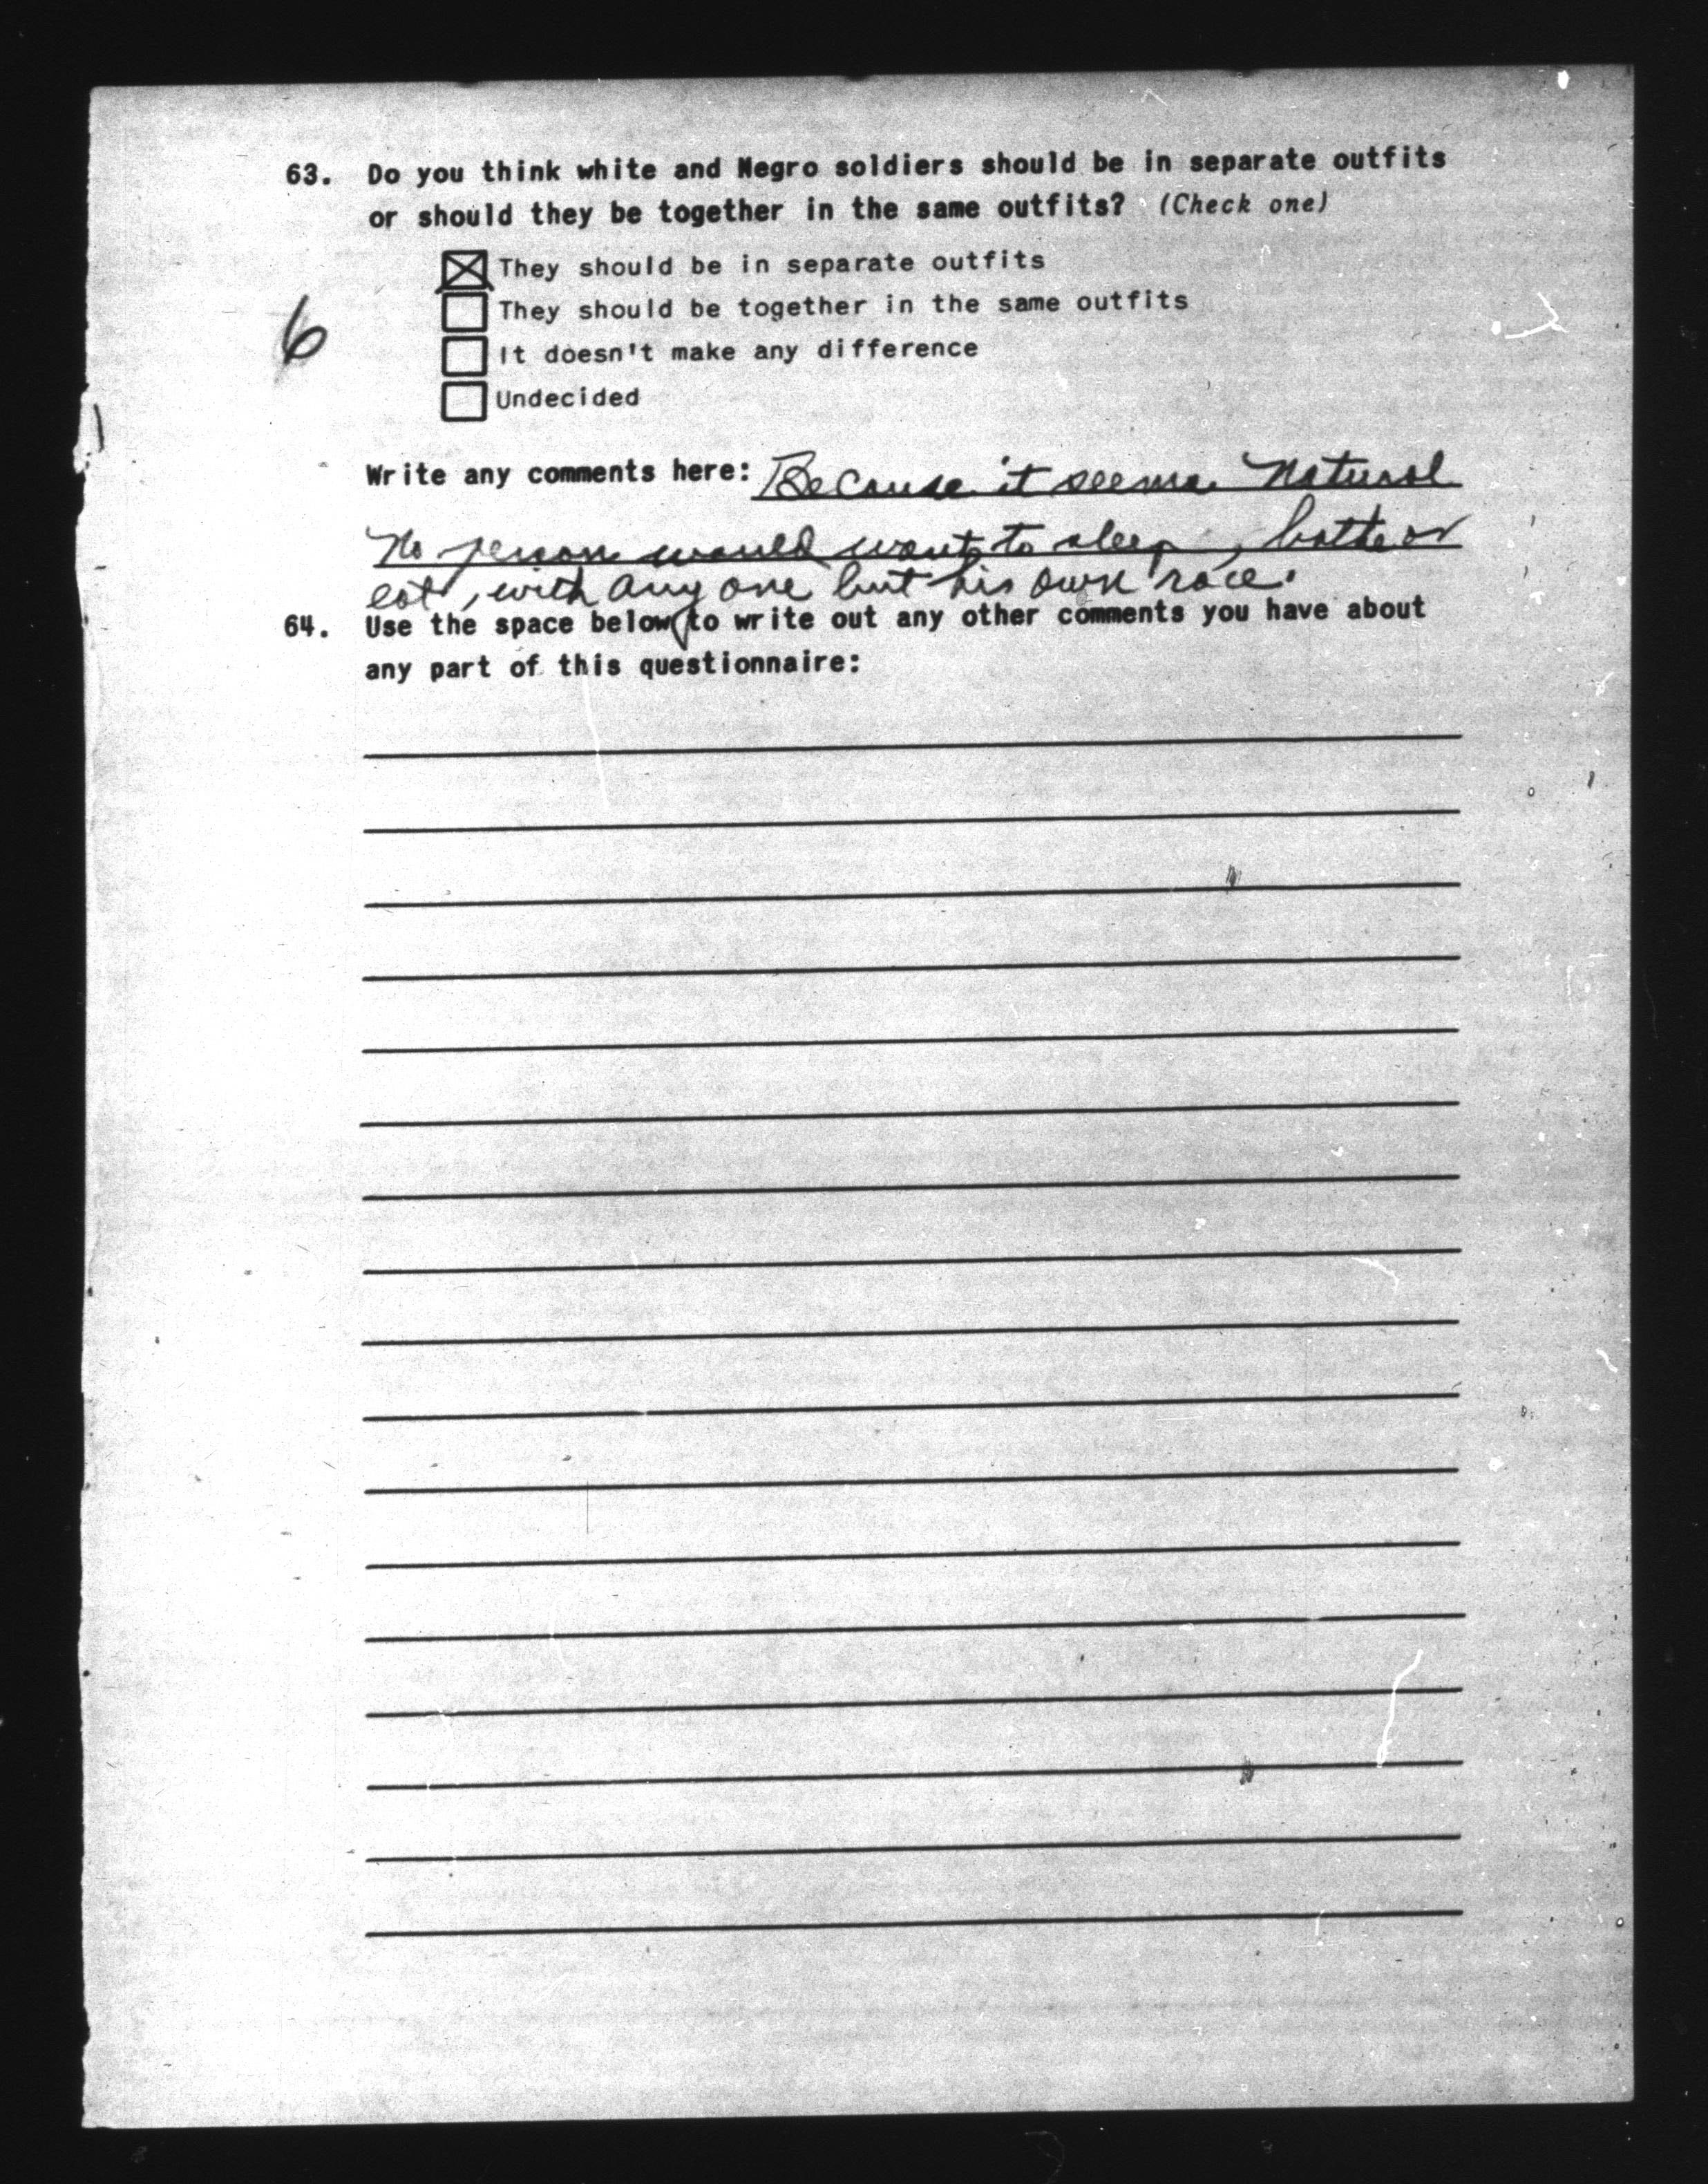 63. Do you think white and Negro soldiers should be in separate outfits
or should they be together in the same outfits? (Check one)
They should be in separate outfits
They should be together in the same outfits
6
It doesn't make any difference
Undecided
Write any comments here: Because it seems Natural
No person would want to sleep, bathe or
eat, with any one but his own race.
64. Use the space below to write out any other comments you have about
any part of this questionnaire: